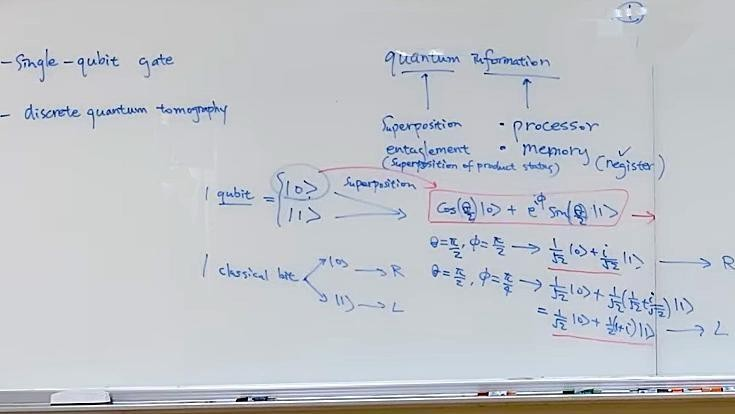 - Single-qubit gate
- discrete quantum tomography
quantum Information
Superposition
entaglement
(Superposition of product states)
• processor
• memory (register)
1 qubit = { |0>
|1>
Superposition
cos(θ/2)|0> + e^{iϕ} sin(θ/2)|1>
θ=π/2, ϕ=π/2 → 1/√2 |0> + i/√2 |1> → R
θ=π/2, ϕ=π/4 → 1/√2 |0> + 1/√2(1/√2+i/√2)|1>
= 1/√2 |0> + 1/2(1+i)|1> → L
1 classical bit
|0> → R
|1> → L